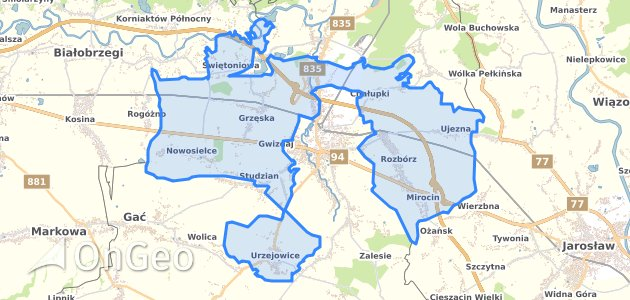 Korniaktów Północny
835
Manasterz
Wola Buchowska
Białobrzegi
Nielepkowice
Świętoniowa
835
Wólka Pełkińska
Chałupki
Kosina
Rogóżno
Grzęska
Ujezna
Gwizdaj
Nowosielce
94
Rozbórz
77
881
Studzian
Mirocin
77
Wierzbna
Gać
Markowa
Wolica
Ożańsk
Tywonia
Jarosław
OnGeo
Urzejowice
Zalesie
Szczytna
Widna Góra
Cieszacin Wielki